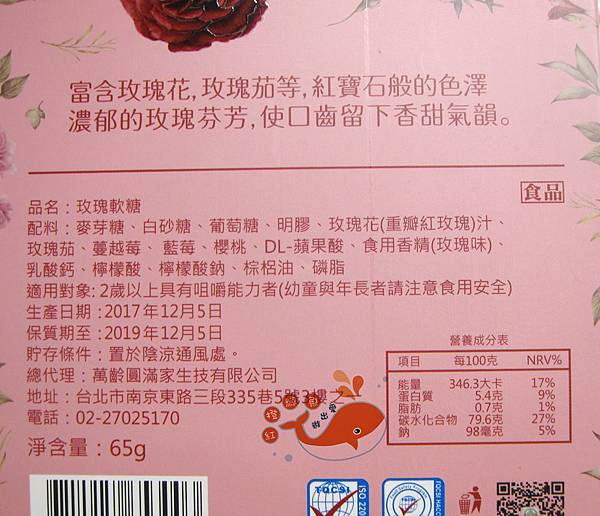 富含玫瑰花,玫瑰茄等,紅寶石般的色澤
濃郁的玫瑰芬芳,使口齒留下香甜氣韻。
食品
品名：玫瑰軟糖
配料：麥芽糖、白砂糖、葡萄糖、明膠、玫瑰花(重瓣紅玫瑰)汁、
玫瑰茄、蔓越莓、藍莓、櫻桃、DL-蘋果酸、食用香精(玫瑰味)、
乳酸鈣、檸檬酸、檸檬酸鈉、棕梠油、磷脂
適用對象: 2歲以上具有咀嚼能力者(幼童與年長者請注意食用安全)
生產日期：2017年12月5日
保質期至：2019年12月5日
貯存條件：置於陰涼通風處。
總代理：萬齡圓滿家生技有限公司
地址：台北市南京東路三段335巷5號3樓之一
電話：02-27025170
淨含量：65g
營養成分表
項目 每100克 NRV%
能量 346.3大卡 17%
蛋白質 5.4克 9%
脂肪 0.7克 1%
碳水化合物 79.6克 27%
鈉 98毫克 5%
橙紅
魚
做出愛
TQCSI
ISO 220
TQCSI HACC